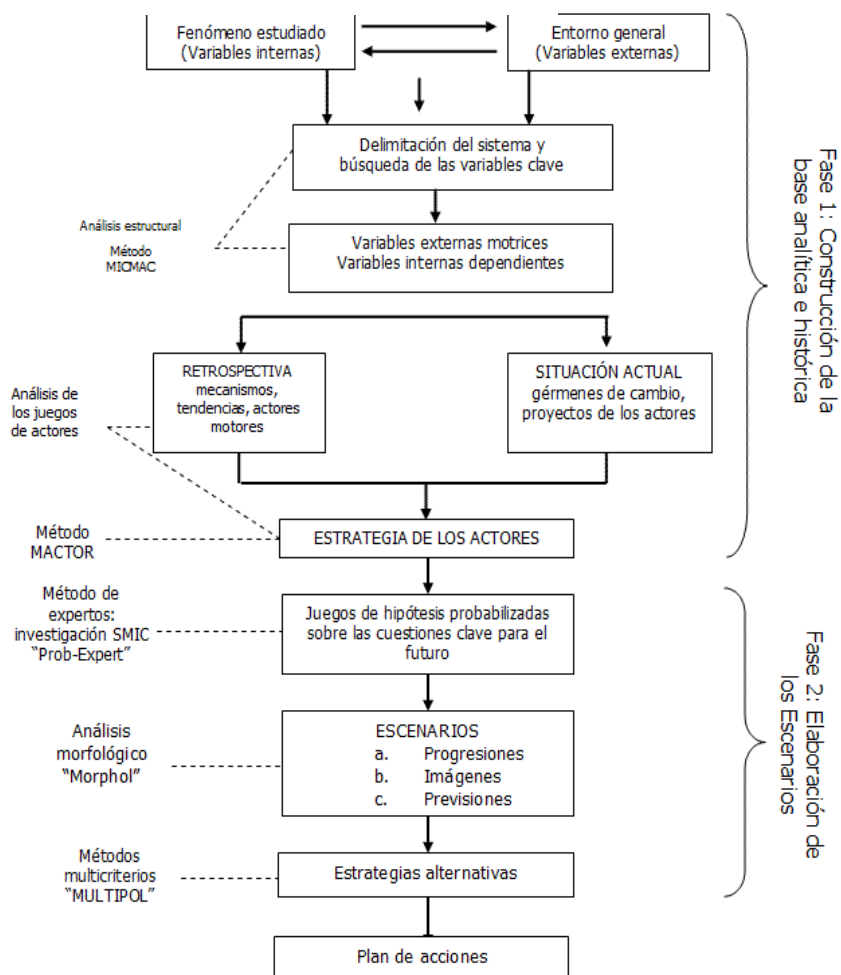 Fenómeno estudiado
(Variables internas)
Entorno general
(Variables externas)
Delimitación del sistema y
búsqueda de las variables clave
Análisis estructural
Método
MICMAC
Variables externas motrices
Variables internas dependientes
RETROSPECTIVA
mecanismos,
tendencias, actores
motores
SITUACIÓN ACTUAL
gérmenes de cambio,
proyectos de los actores
Análisis de
los juegos
de actores
Método
MACTOR
ESTRATEGIA DE LOS ACTORES
Fase 1: Construcción de la
base analítica e histórica
Método de
expertos:
investigación SMIC
“Prob-Expert”
Juegos de hipótesis probabilizadas
sobre las cuestiones clave para el
futuro
Análisis
morfológico
“Morphol”
ESCENARIOS
a. Progresiones
b. Imágenes
c. Previsiones
Métodos
multicriterios
“MULTIPOL”
Estrategias alternativas
Fase 2: Elaboración de
los Escenarios
Plan de acciones